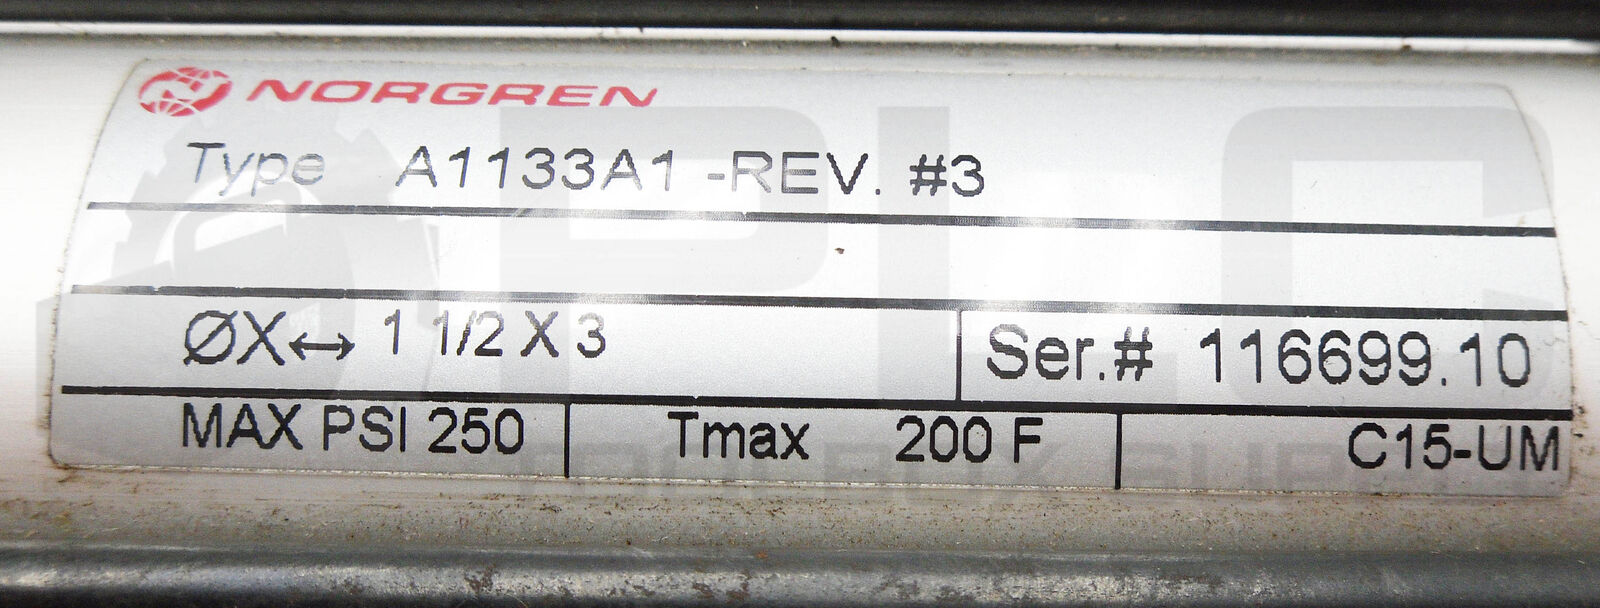 NORGREN
Type A1133A1 -REV. #3
ØX↔ 1 1/2 X 3
Ser.# 116699.10
MAX PSI 250 Tmax 200 F C15-UM
PLC